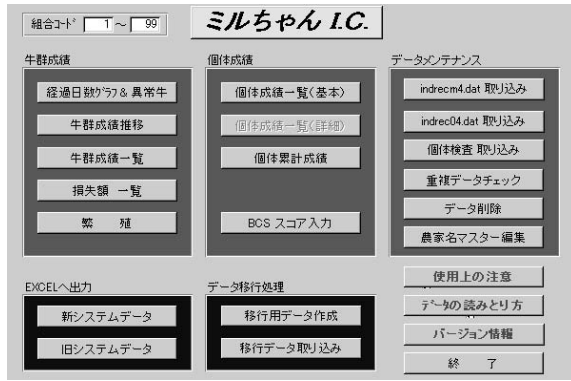 組合ｺｰﾄﾞ 1 ～ 99
ミルちゃん I.C.
牛群成績
経過日数ｸﾞﾗﾌ& 異常牛
牛群成績推移
牛群成績一覧
損失額 一覧
繁 殖
個体成績
個体成績一覧(基本)
個体成績一覧(詳細)
個体累計成績
BCS スコア入力
データメンテナンス
indrecm4.dat 取り込み
indrec04.dat 取り込み
個体検査 取り込み
重複データチェック
データ削除
農家名マスター編集
EXCELへ出力
新システムデータ
旧システムデータ
データ移行処理
移行用データ作成
移行データ取り込み
使用上の注意
ﾃﾞｰﾀの読みとり方
バージョン情報
終 了